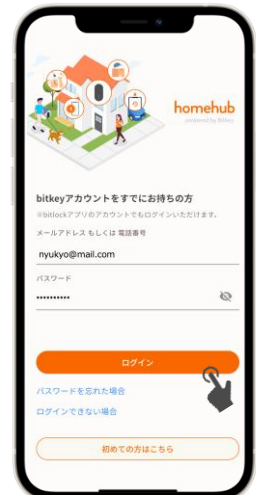 homehub
powered by Bitkey
bitkeyアカウントをすでにお持ちの方
※bitlockアプリのアカウントでもログインいただけます。
メールアドレス もしくは 電話番号
nyukyo@mail.com
パスワード
••••••••••
ログイン
パスワードを忘れた場合
ログインできない場合
初めての方はこちら